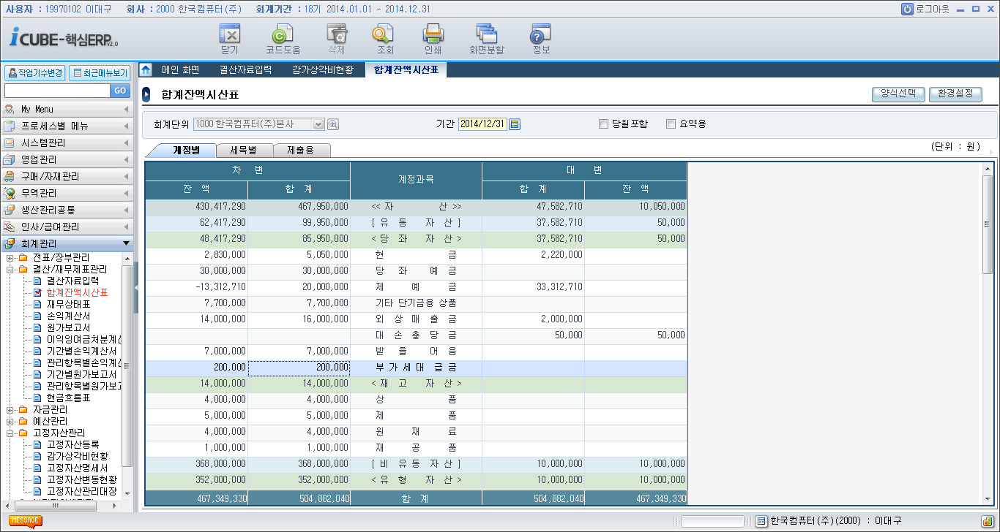 사용자 : 19970102 이대구 회사 : 2000 한국컴퓨터(주) 회계기간 : 18기 2014.01.01 ~ 2014.12.31 로그아웃
iCUBE-핵심ERP v2.0
닫기 코드도움 삭제 조회 인쇄 화면분할 정보
작업기수변경 최근메뉴보기
메인 화면 결산자료입력 감가상각비현황 합계잔액시산표
GO
합계잔액시산표 양식선택 환경설정
My Menu
프로세스별 메뉴
시스템관리
영업관리
구매/자재관리
무역관리
생산관리공통
인사/급여관리
회계관리
전표/장부관리
결산/재무제표관리
결산자료입력
합계잔액시산표
재무상태표
손익계산서
원가보고서
이익잉여금처분계산
기간별손익계산서
관리항목별손익계산
기간별원가보고서
관리항목별원가보고
현금흐름표
자금관리
예산관리
고정자산관리
고정자산등록
감가상각비현황
고정자산명세서
고정자산변동현황
고정자산관리대장
회계단위 1000 한국컴퓨터(주)본사 기간 2014/12/31 당월포함 요약용
계정별 세목별 제출용 (단위 : 원)
차 변 계정과목 대 변
잔 액 합 계 합 계 잔 액
430,417,290 467,950,000 << 자 산 >> 47,582,710 10,050,000
62,417,290 99,950,000 [ 유 동 자 산 ] 37,582,710 50,000
48,417,290 85,950,000 < 당 좌 자 산 > 37,582,710 50,000
2,830,000 5,050,000 현 금 2,220,000
30,000,000 30,000,000 당 좌 예 금
-13,312,710 20,000,000 제 예 금 33,312,710
7,700,000 7,700,000 기타 단기금융 상품
14,000,000 16,000,000 외 상 매 출 금 2,000,000
대 손 충 당 금 50,000 50,000
7,000,000 7,000,000 받 을 어 음
200,000 200,000 부 가 세 대 급 금
14,000,000 14,000,000 < 재 고 자 산 >
4,000,000 4,000,000 상 품
5,000,000 5,000,000 제 품
4,000,000 4,000,000 원 재 료
1,000,000 1,000,000 재 공 품
368,000,000 368,000,000 [ 비 유 동 자 산 ] 10,000,000 10,000,000
352,000,000 352,000,000 < 유 형 자 산 > 10,000,000 10,000,000
467,349,330 504,882,040 합 계 504,882,040 467,349,330
MESSAGE 한국컴퓨터(주)(2000) : 이대구